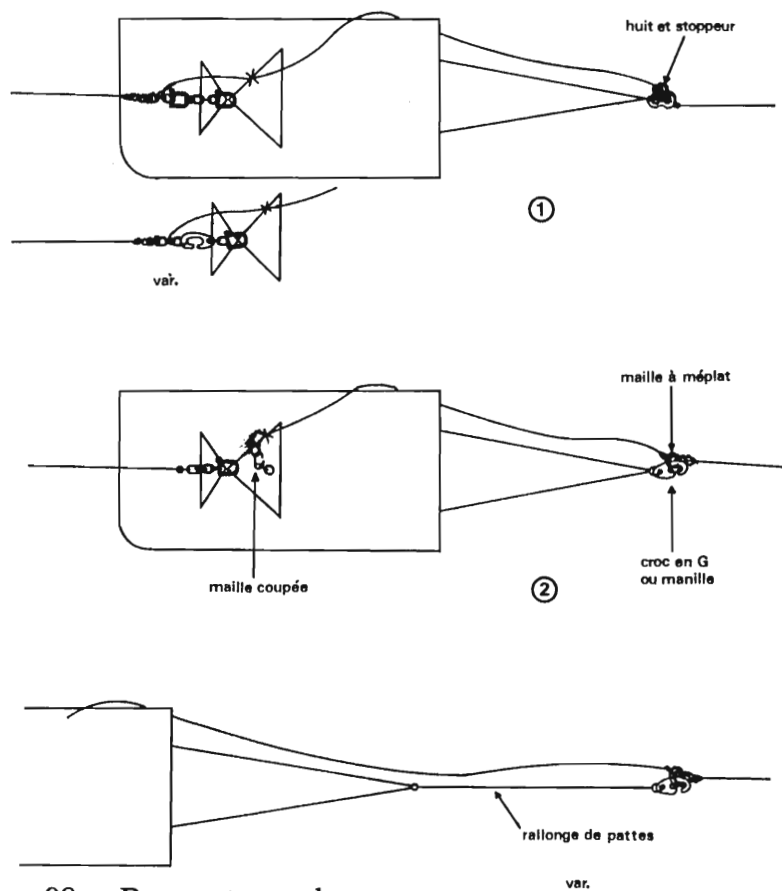 huit et stoppeur
①
var.
maille à méplat
maille coupée
croc en G
ou manille
②
rallonge de pattes
var.